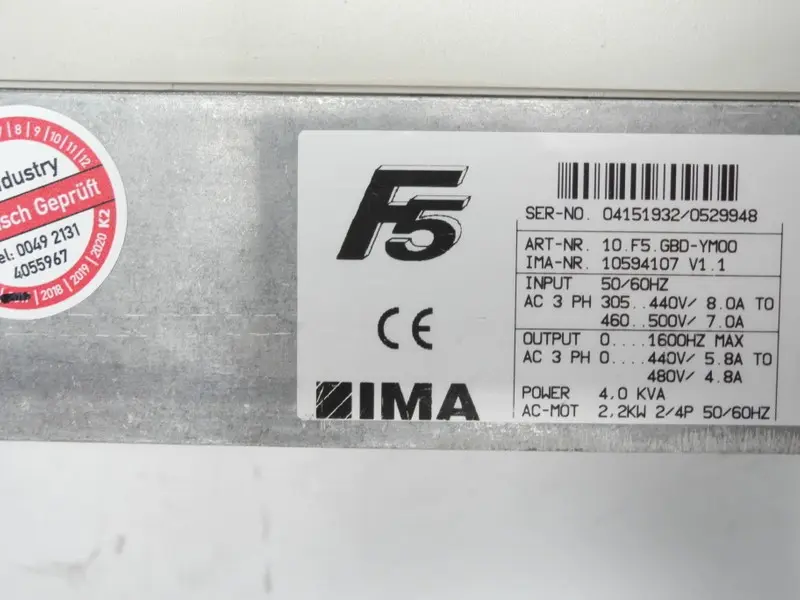 7 | 8 | 9 | 10 | 11 | 12
dustry
sch Geprüft
el: 0049 2131
4055967
2018 | 2019 | 2020 K2
F5
CE
IMA
SER-NO. 04151932/0529948
ART-NR. 10.F5.GBD-YM00
IMA-NR. 10594107 V1.1
INPUT 50/60HZ
AC 3 PH 305..440V/ 8.0A TO
460..500V/ 7.0A
OUTPUT 0....1600HZ MAX
AC 3 PH 0....440V/ 5.8A TO
480V/ 4.8A
POWER 4.0 KVA
AC-MOT 2.2KW 2/4P 50/60HZ